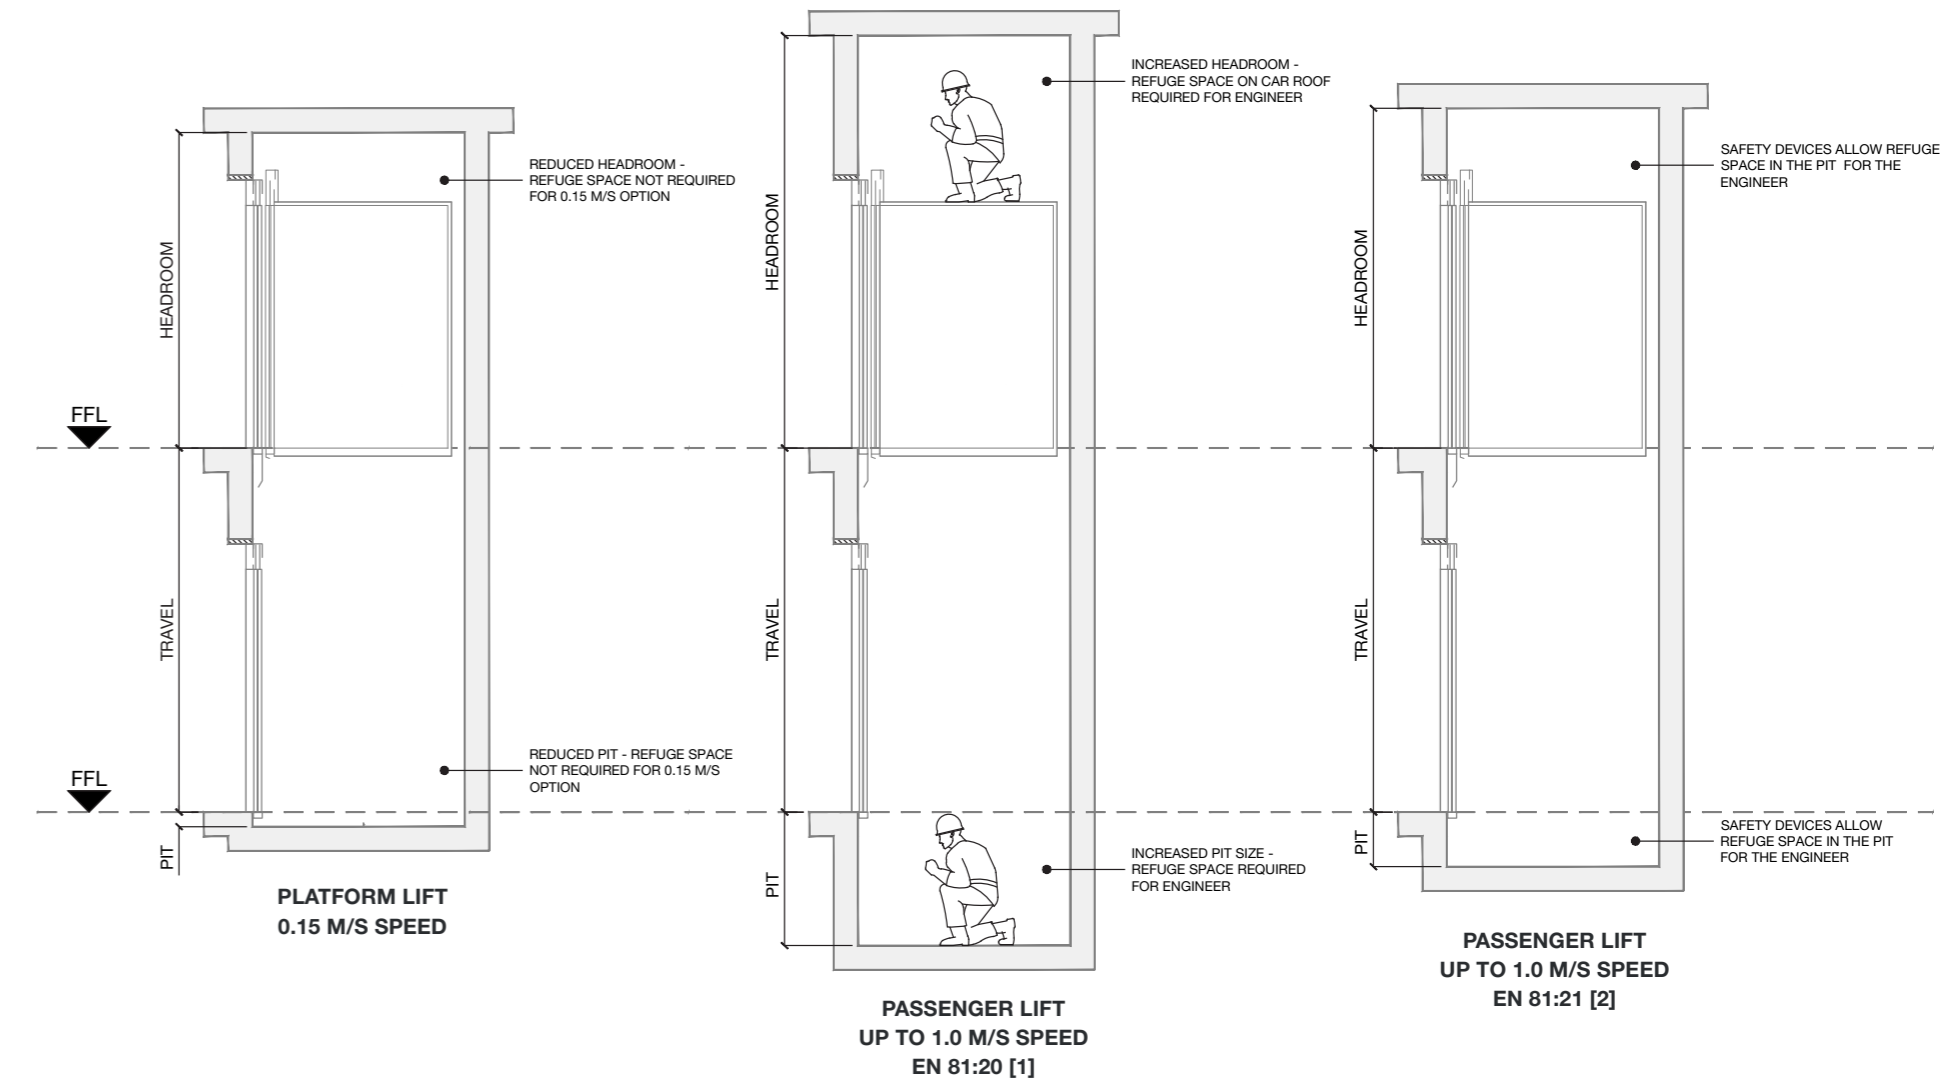 REDUCED HEADROOM -
REFUGE SPACE NOT REQUIRED
FOR 0.15 M/S OPTION
HEADROOM
FFL
TRAVEL
FFL
REDUCED PIT - REFUGE SPACE
NOT REQUIRED FOR 0.15 M/S
OPTION
PIT
PLATFORM LIFT
0.15 M/S SPEED
INCREASED HEADROOM -
REFUGE SPACE ON CAR ROOF
REQUIRED FOR ENGINEER
HEADROOM
TRAVEL
INCREASED PIT SIZE -
REFUGE SPACE REQUIRED
FOR ENGINEER
PIT
PASSENGER LIFT
UP TO 1.0 M/S SPEED
EN 81:20 [1]
SAFETY DEVICES ALLOW REFUGE
SPACE IN THE PIT FOR THE
ENGINEER
HEADROOM
TRAVEL
SAFETY DEVICES ALLOW
REFUGE SPACE IN THE PIT
FOR THE ENGINEER
PIT
PASSENGER LIFT
UP TO 1.0 M/S SPEED
EN 81:21 [2]